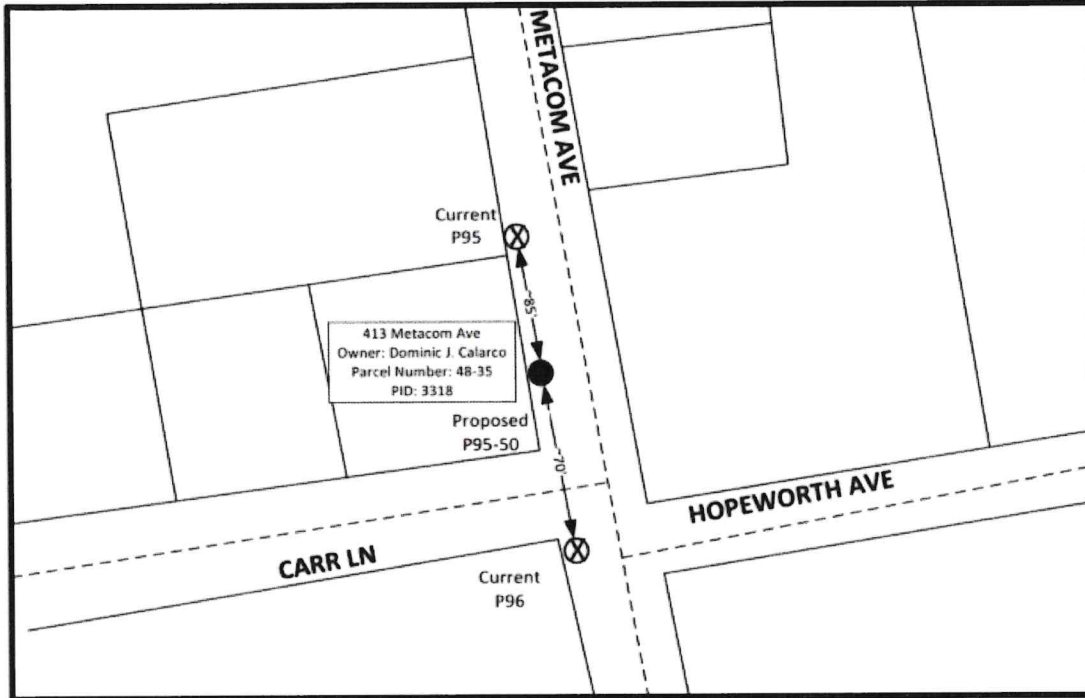 METACOM AVE
Current
P95
~85'
413 Metacom Ave
Owner: Dominic J. Calarco
Parcel Number: 48-35
PID: 3318
Proposed
P95-50
~70'
HOPEWORTH AVE
CARR LN
Current
P96